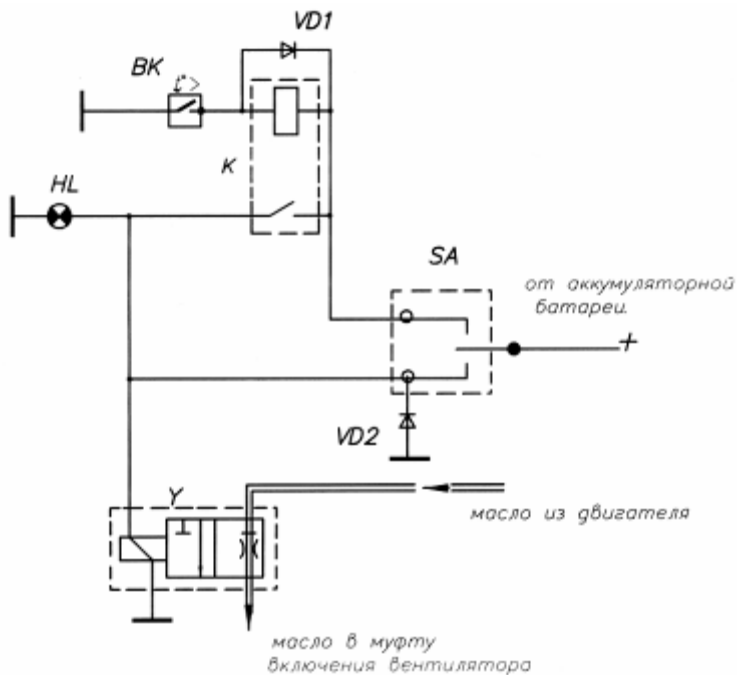 VD1
BK
K
HL
SA
от аккумуляторной
батареи
+
VD2
Y
масло из двигателя
масло в муфту
включения вентилятора